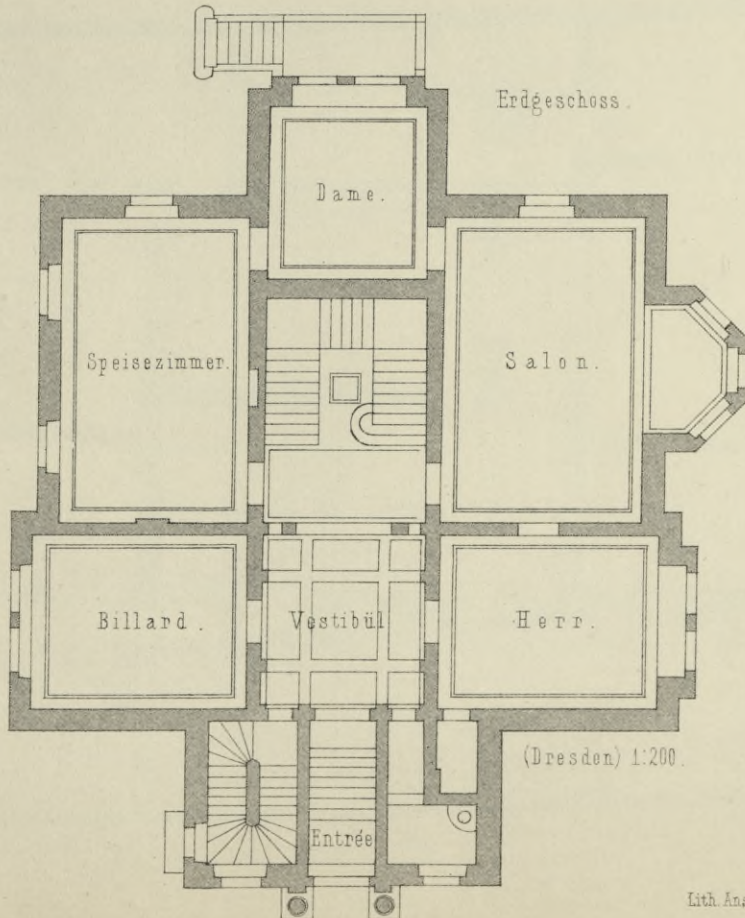 Erdgeschoss.
Dame.
Speisezimmer.
Salon.
Billard.
Vestibül
Herr.
(Dresden) 1:200.
Entrée
Lith. An